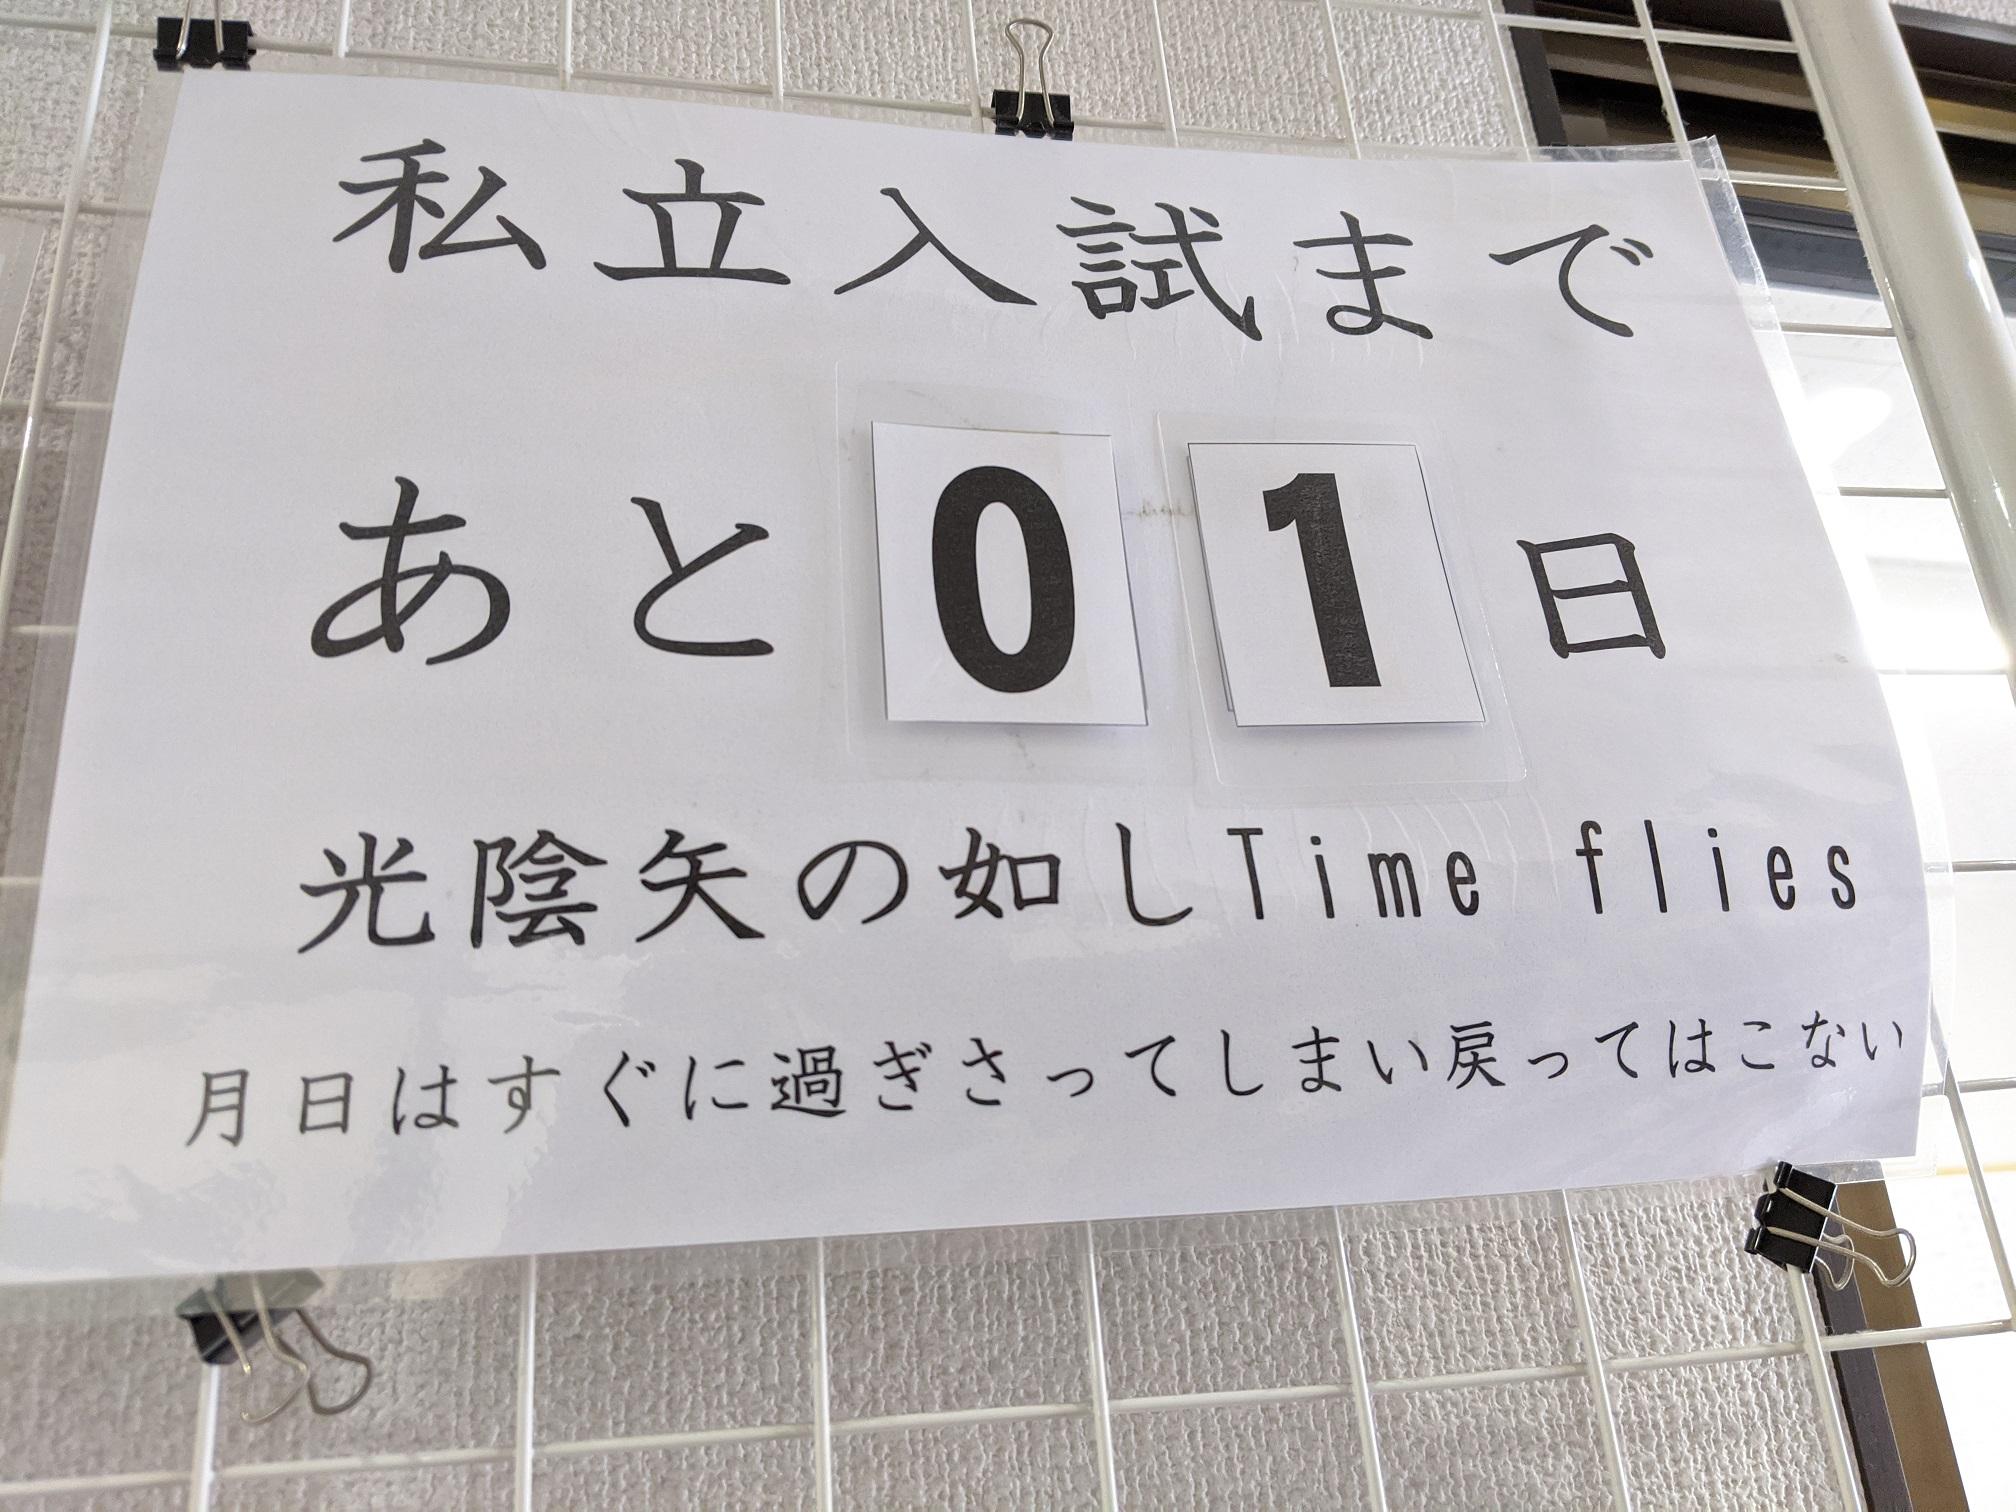 私立入試まで
あと01日
光陰矢の如しTime flies
月日はすぐに過ぎさってしまい戻ってはこない